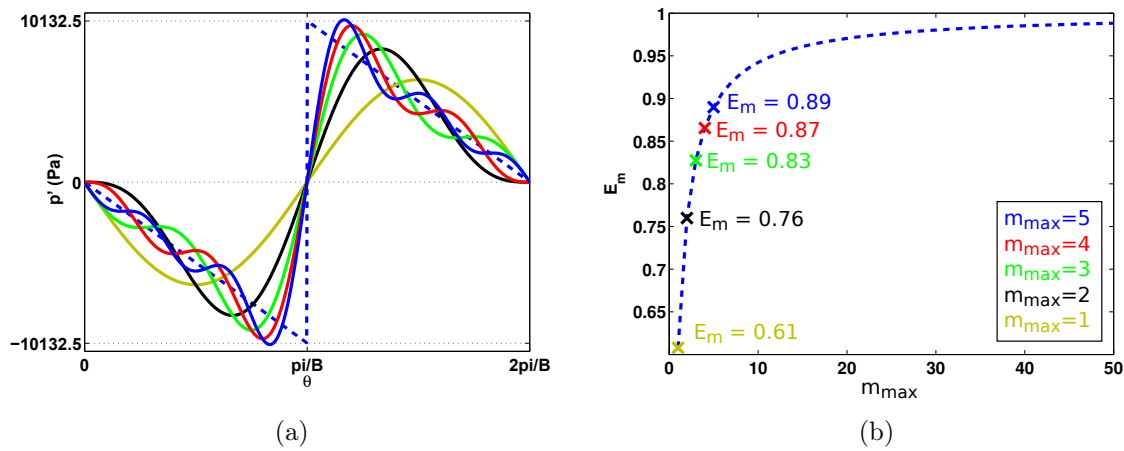 10132.5
0
−10132.5
p' (Pa)
0
pi/B
2pi/B
θ
(a)
1
0.95
0.9
0.85
0.8
0.75
0.7
0.65
E_m
E_m = 0.89
E_m = 0.87
E_m = 0.83
E_m = 0.76
E_m = 0.61
m_max=5
m_max=4
m_max=3
m_max=2
m_max=1
0
10
20
30
40
50
m_max
(b)